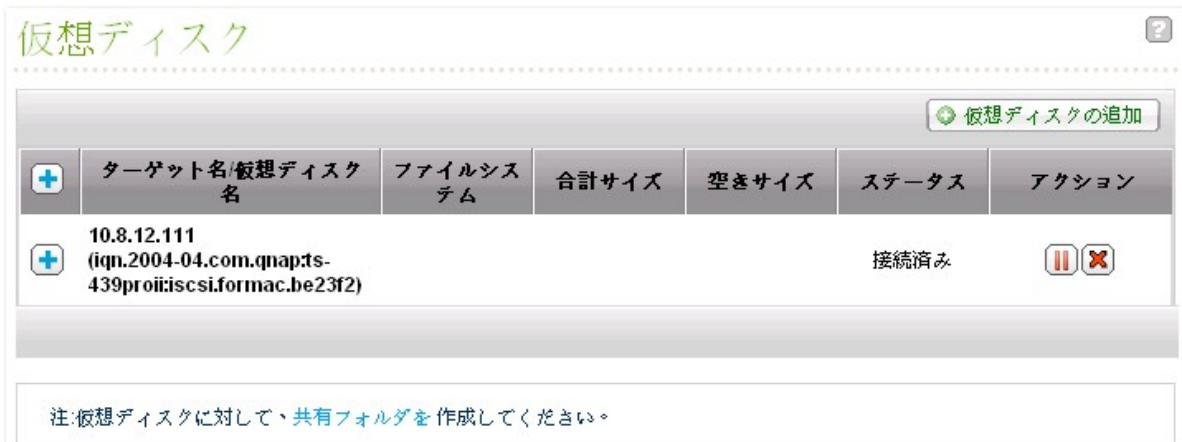 仮想ディスク
?
仮想ディスクの追加
ターゲット名/仮想ディスク
名
ファイルシス
テム
合計サイズ
空きサイズ
ステータス
アクション
10.8.12.111
(iqn.2004-04.com.qnap:ts-
439proii:iscsi.formac.be23f2)
接続済み
注:仮想ディスクに対して、共有フォルダを 作成してください。